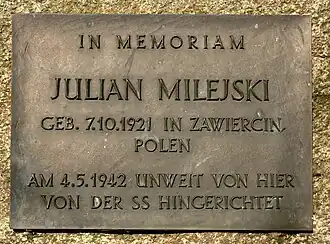 IN MEMORIAM
JULIAN MILEJSKI
GEB. 7.10.1921 IN ZAWIERCIN
POLEN
AM 4.5.1942 UNWEIT VON HIER
VON DER SS HINGERICHTET